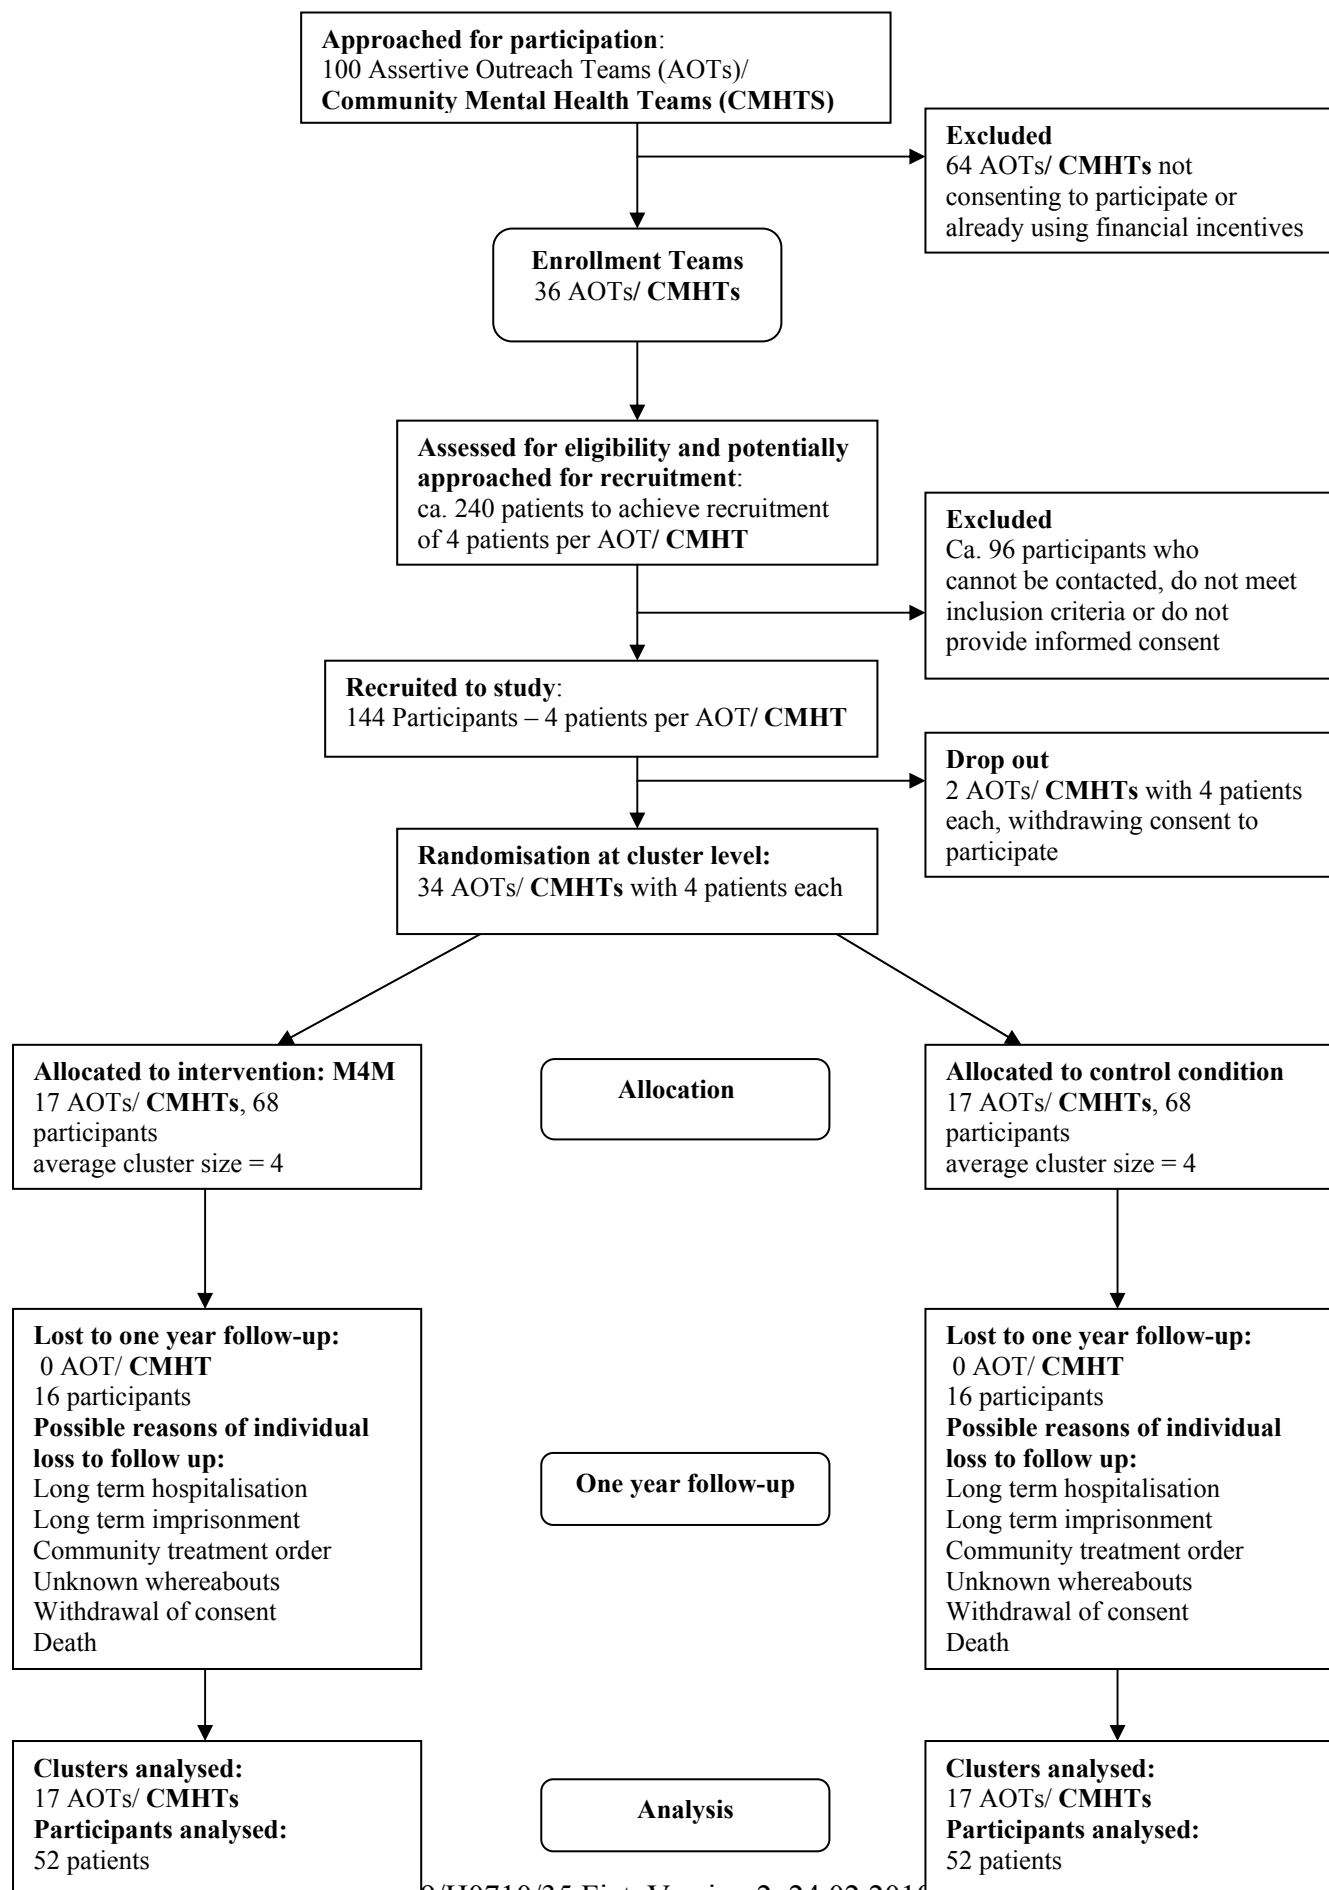 Approached for participation:
100 Assertive Outreach Teams (AOTs)/
Community Mental Health Teams (CMHTS)
Excluded
64 AOTs/ CMHTs not
consenting to participate or
already using financial incentives
Enrollment Teams
36 AOTs/ CMHTs
Assessed for eligibility and potentially
approached for recruitment:
ca. 240 patients to achieve recruitment
of 4 patients per AOT/ CMHT
Excluded
Ca. 96 participants who
cannot be contacted, do not meet
inclusion criteria or do not
provide informed consent
Recruited to study:
144 Participants – 4 patients per AOT/ CMHT
Drop out
2 AOTs/ CMHTs with 4 patients
each, withdrawing consent to
participate
Randomisation at cluster level:
34 AOTs/ CMHTs with 4 patients each
Allocated to intervention: M4M
17 AOTs/ CMHTs, 68
participants
average cluster size = 4
Allocation
Allocated to control condition
17 AOTs/ CMHTs, 68
participants
average cluster size = 4
Lost to one year follow-up:
0 AOT/ CMHT
16 participants
Possible reasons of individual
loss to follow up:
Long term hospitalisation
Long term imprisonment
Community treatment order
Unknown whereabouts
Withdrawal of consent
Death
One year follow-up
Lost to one year follow-up:
0 AOT/ CMHT
16 participants
Possible reasons of individual
loss to follow up:
Long term hospitalisation
Long term imprisonment
Community treatment order
Unknown whereabouts
Withdrawal of consent
Death
Clusters analysed:
17 AOTs/ CMHTs
Participants analysed:
52 patients
Analysis
Clusters analysed:
17 AOTs/ CMHTs
Participants analysed:
52 patients
9/H0710/35 Fiat, Version 2, 24.02.2010